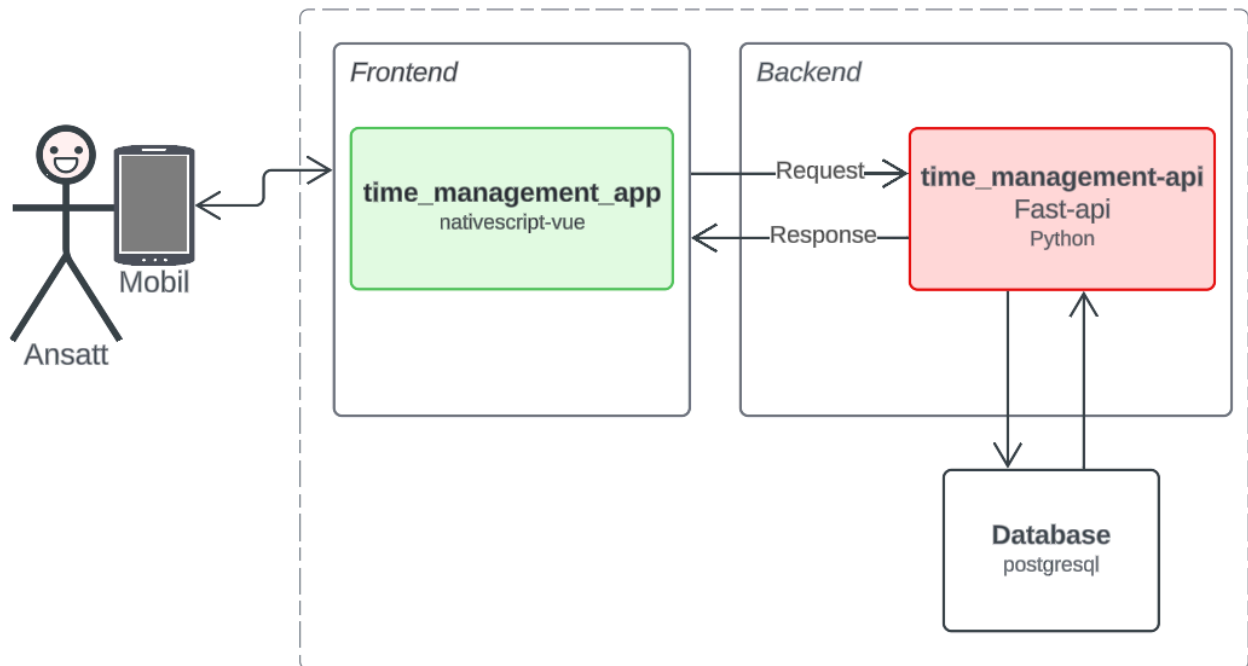 Frontend
Backend
time_management_app
nativescript-vue
Request
Response
time_management-api
Fast-api
Python
Mobil
Ansatt
Database
postgresql